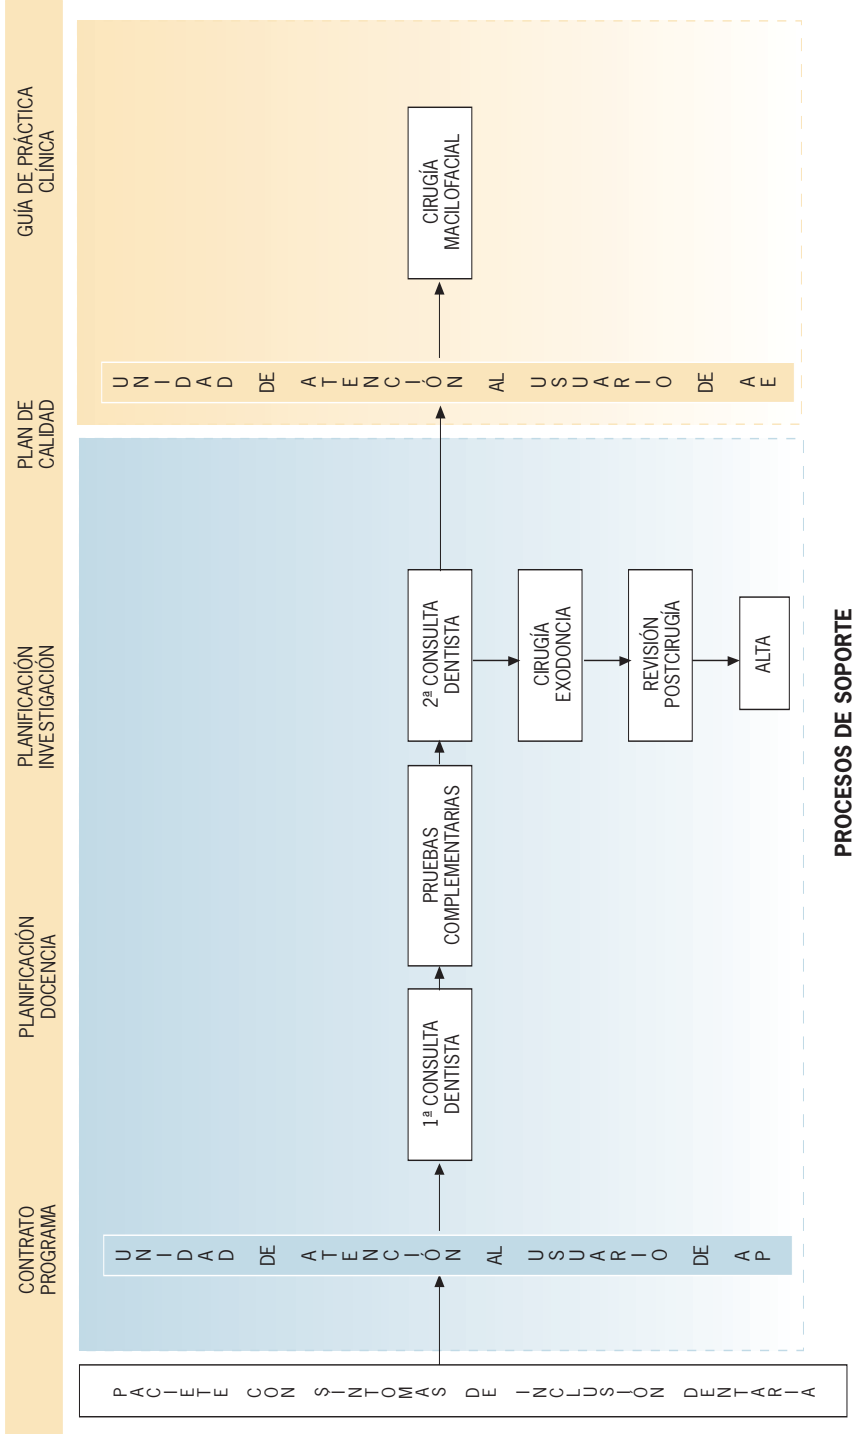 CONTRATO
PROGRAMA
PLANIFICACIÓN
DOCENCIA
PLANIFICACIÓN
INVESTIGACIÓN
PLAN DE
CALIDAD
GUÍA DE PRÁCTICA
CLÍNICA
PACIETE CON SÍNTOMAS DE INCLUSIÓN DENTARIA
UNIDAD DE ATENCIÓN AL USUARIO DE AP
1ª CONSULTA
DENTISTA
PRUEBAS
COMPLEMENTARIAS
2ª CONSULTA
DENTISTA
CIRUGÍA
EXODONCIA
REVISIÓN
POSTCIRUGÍA
ALTA
UNIDAD DE ATENCIÓN AL USUARIO DE AE
CIRUGÍA
MACILOFACIAL
PROCESOS DE SOPORTE